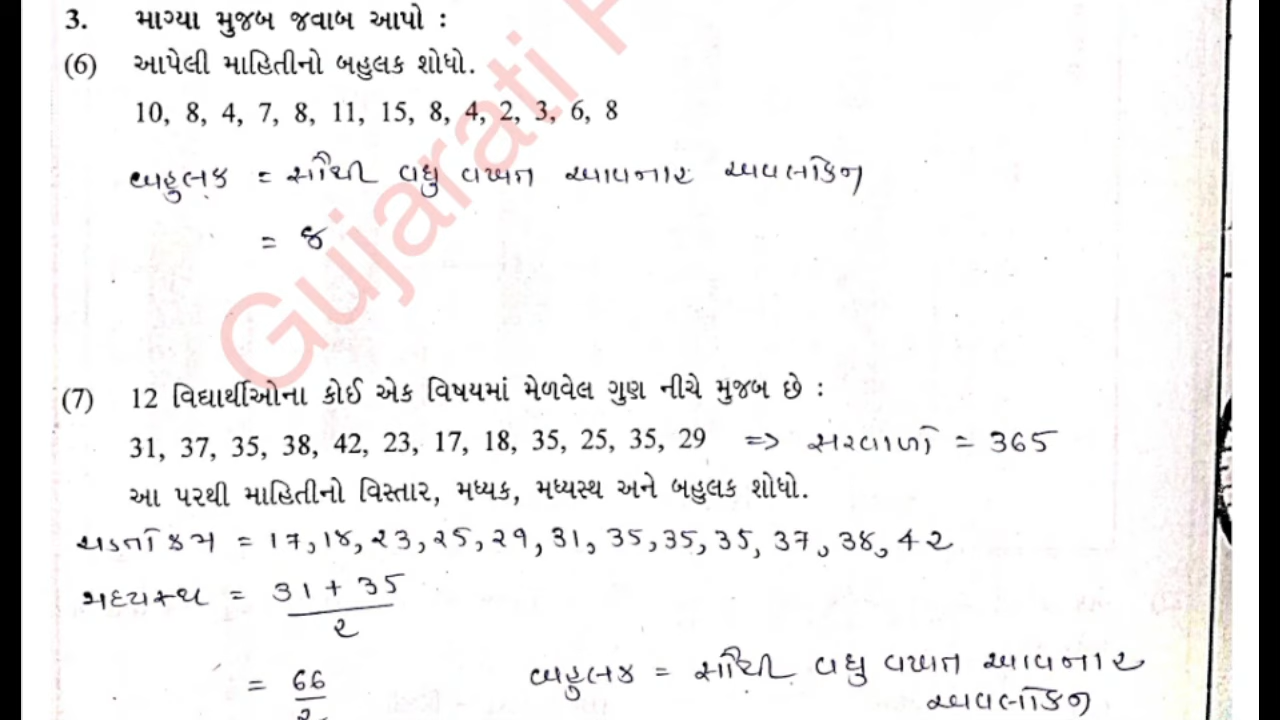 3. માગ્યા મુજબ જવાબ આપો :
(6) આપેલી માહિતીનો બહુલક શોધો.
10, 8, 4, 7, 8, 11, 15, 8, 4, 2, 3, 6, 8
બહુલક = સૌથી વધુ વખત આવનાર અવલોકન
= ૪
Gujarati
(7) 12 વિદ્યાર્થીઓના કોઈ એક વિષયમાં મેળવેલ ગુણ નીચે મુજબ છે :
31, 37, 35, 38, 42, 23, 17, 18, 35, 25, 35, 29 => સરવાળો = 365
આ પરથી માહિતીનો વિસ્તાર, મધ્યક, મધ્યસ્થ અને બહુલક શોધો.
ચડતો ક્રમ = 17, 18, 23, 25, 29, 31, 35, 35, 35, 37, 38, 42
મધ્યસ્થ = 31 + 35
2
= 66
2
બહુલક = સૌથી વધુ વખત આવનાર
અવલોકન